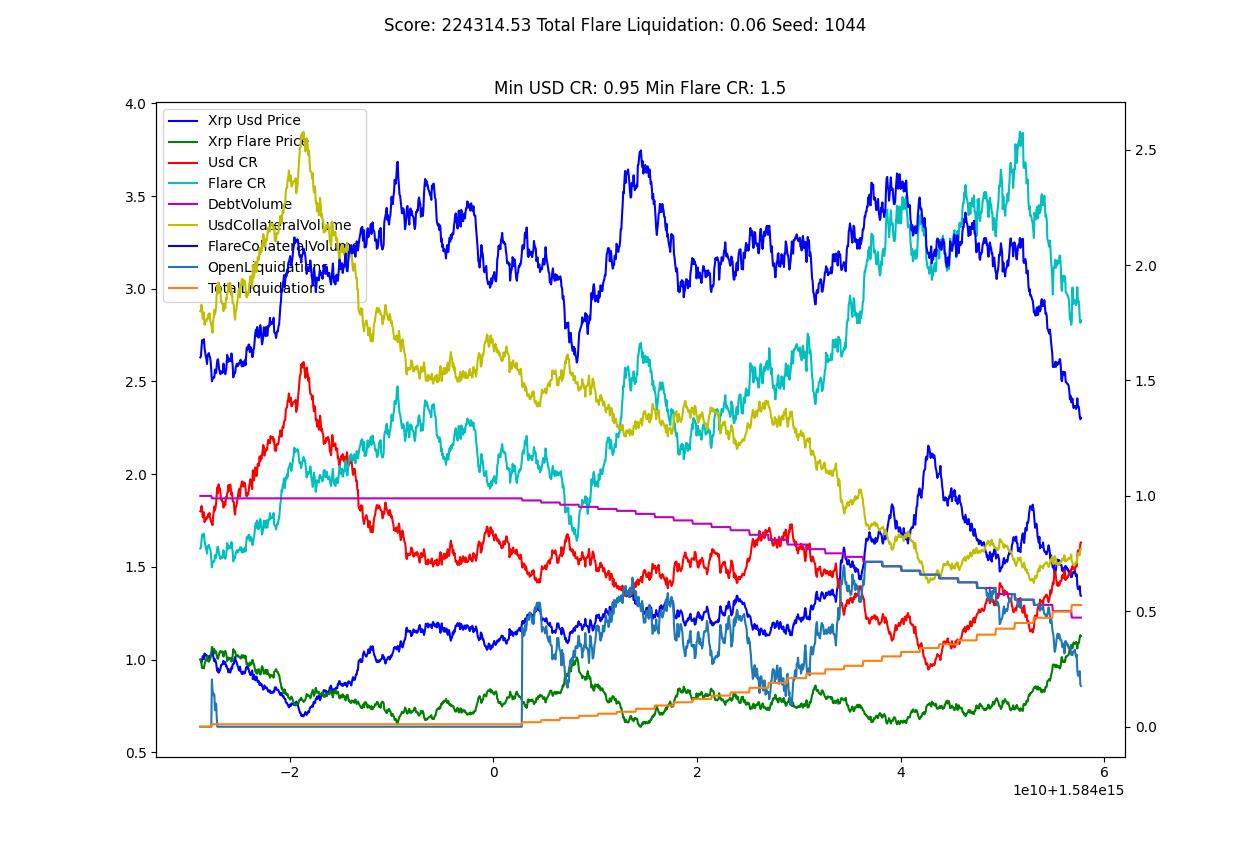 Score: 224314.53 Total Flare Liquidation: 0.06 Seed: 1044
Min USD CR: 0.95 Min Flare CR: 1.5
Xrp Usd Price
Xrp Flare Price
Usd CR
Flare CR
DebtVolume
UsdCollateralVolume
FlareCollateralVolume
OpenLiquidations
TotalLiquidations
4.0
3.5
3.0
2.5
2.0
1.5
1.0
0.5
2.5
2.0
1.5
1.0
0.5
0.0
−2
0
2
4
6
1e10+1.584e15